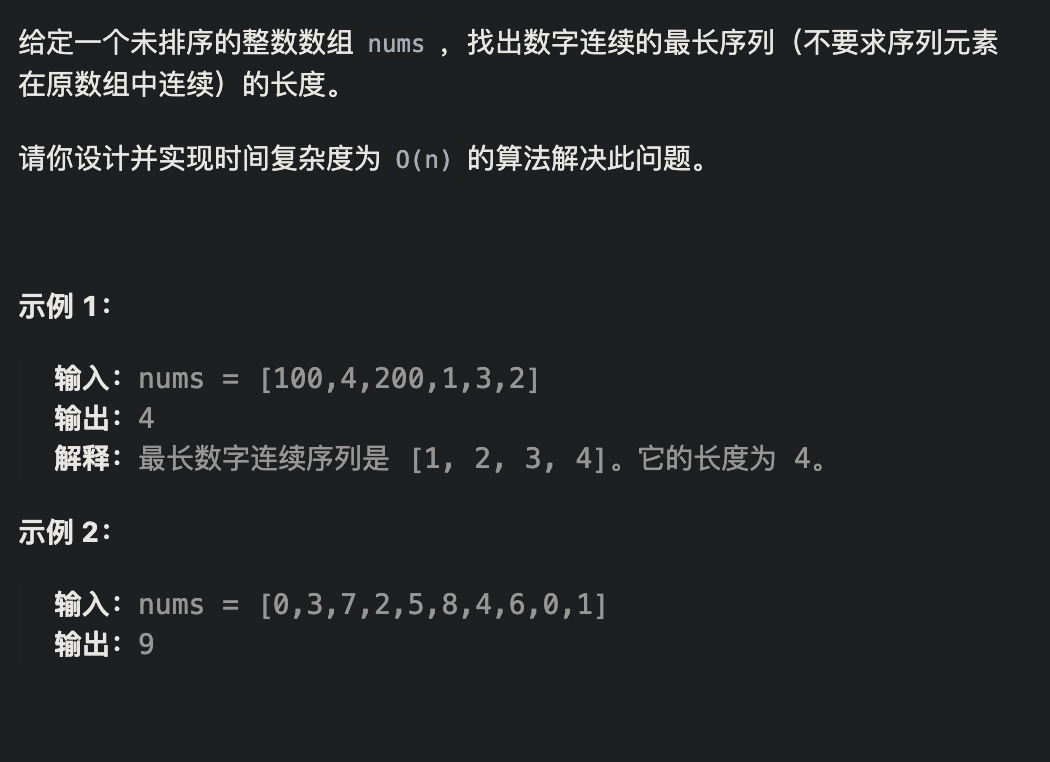 给定一个未排序的整数数组 nums ，找出数字连续的最长序列（不要求序列元素
在原数组中连续）的长度。
请你设计并实现时间复杂度为 O(n) 的算法解决此问题。
示例 1：
输入：nums = [100,4,200,1,3,2]
输出：4
解释：最长数字连续序列是 [1, 2, 3, 4]。它的长度为 4。
示例 2：
输入：nums = [0,3,7,2,5,8,4,6,0,1]
输出：9